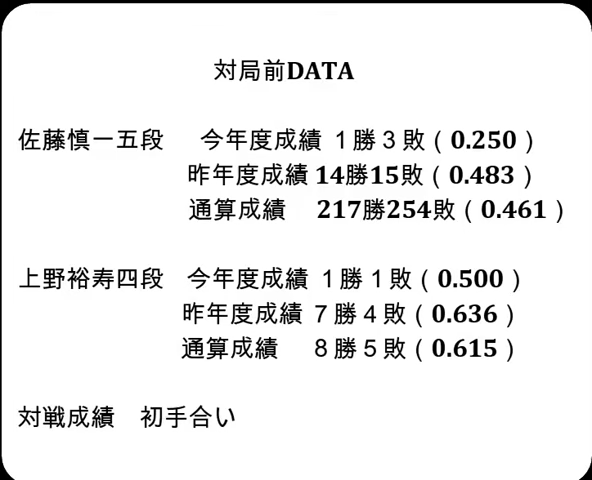 対局前DATA
佐藤慎一五段 今年度成績 1勝3敗（0.250）
昨年度成績 14勝15敗（0.483）
通算成績 217勝254敗（0.461）
上野裕寿四段 今年度成績 1勝1敗（0.500）
昨年度成績 7勝4敗（0.636）
通算成績 8勝5敗（0.615）
対戦成績 初手合い